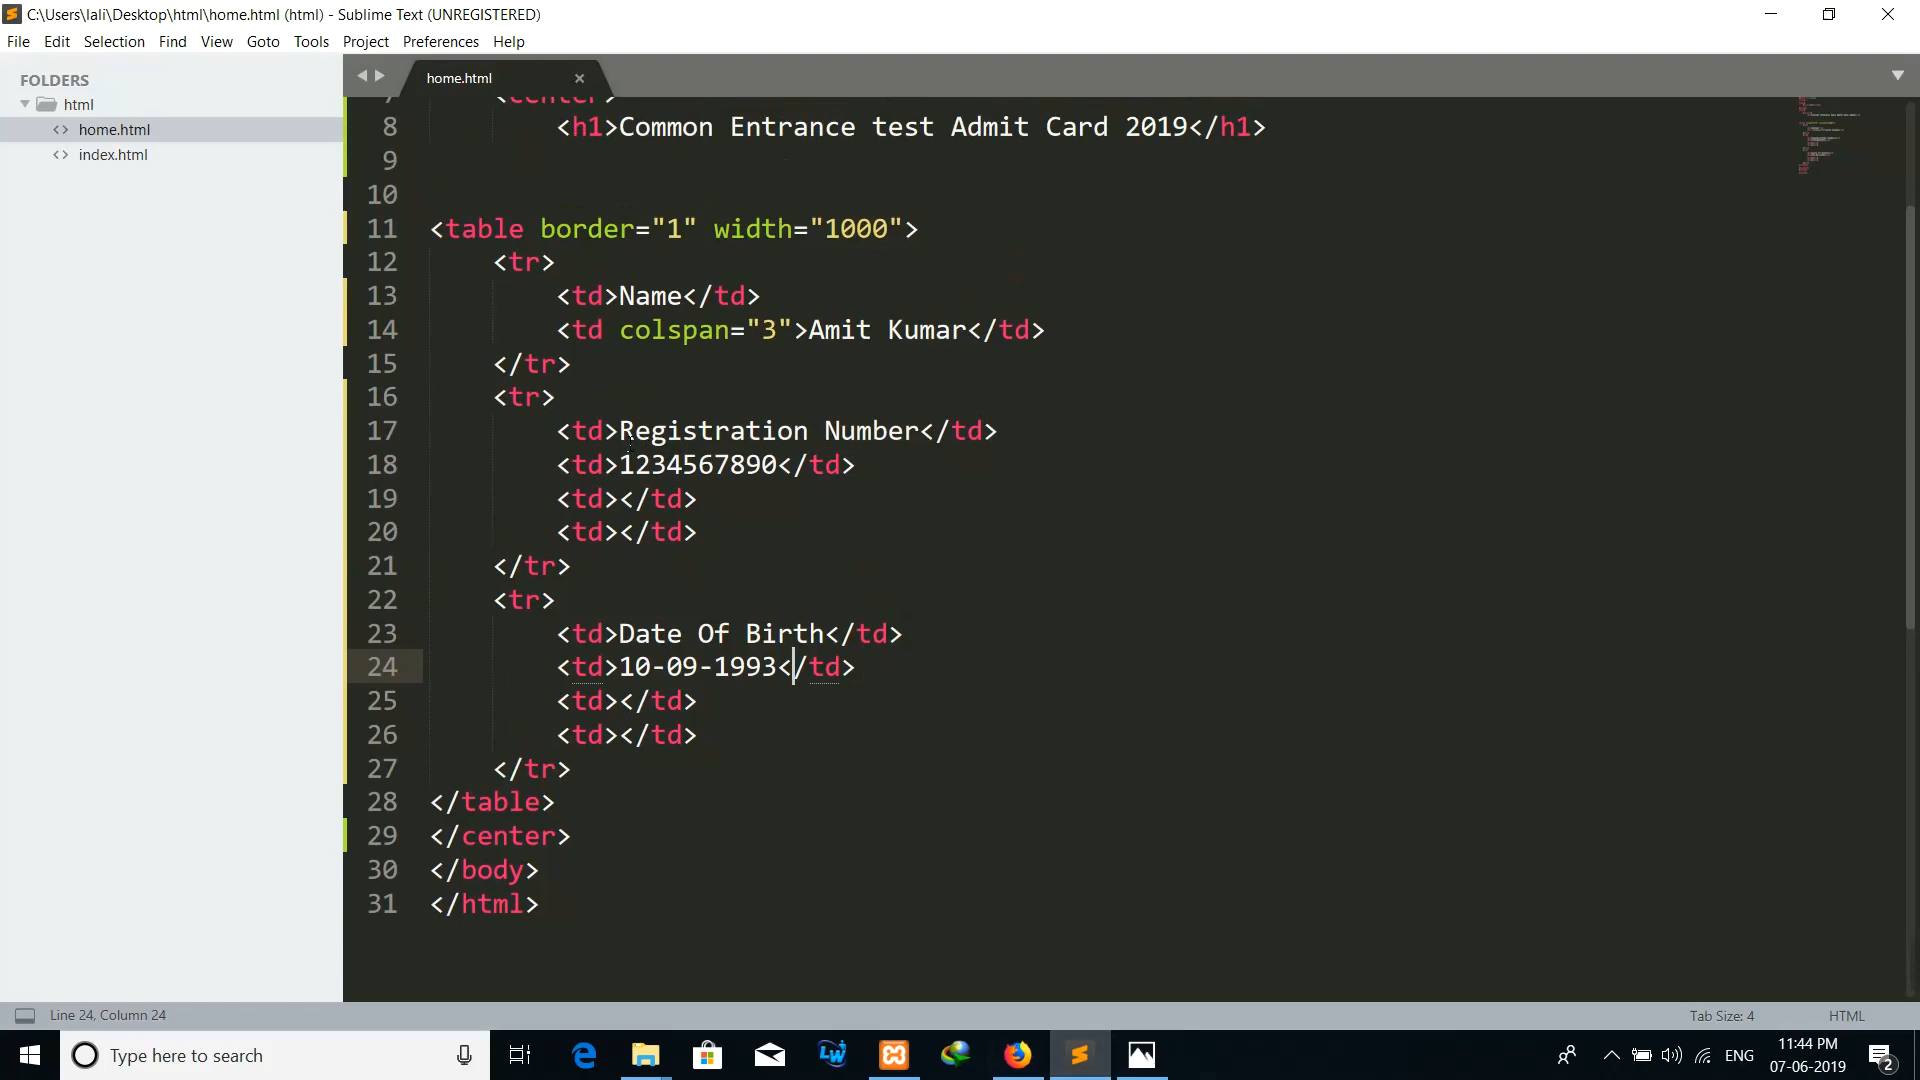 C:\Users\lali\Desktop\html\home.html (html) - Sublime Text (UNREGISTERED)
File Edit Selection Find View Goto Tools Project Preferences Help
FOLDERS
html
home.html
index.html
home.html
7 <center>
8 <h1>Common Entrance test Admit Card 2019</h1>
9
10
11 <table border="1" width="1000">
12 <tr>
13 <td>Name</td>
14 <td colspan="3">Amit Kumar</td>
15 </tr>
16 <tr>
17 <td>Registration Number</td>
18 <td>1234567890</td>
19 <td></td>
20 <td></td>
21 </tr>
22 <tr>
23 <td>Date Of Birth</td>
24 <td>10-09-1993</td>
25 <td></td>
26 <td></td>
27 </tr>
28 </table>
29 </center>
30 </body>
31 </html>
Line 24, Column 24
Tab Size: 4
HTML
Type here to search
LW
ENG
11:44 PM
07-06-2019
2